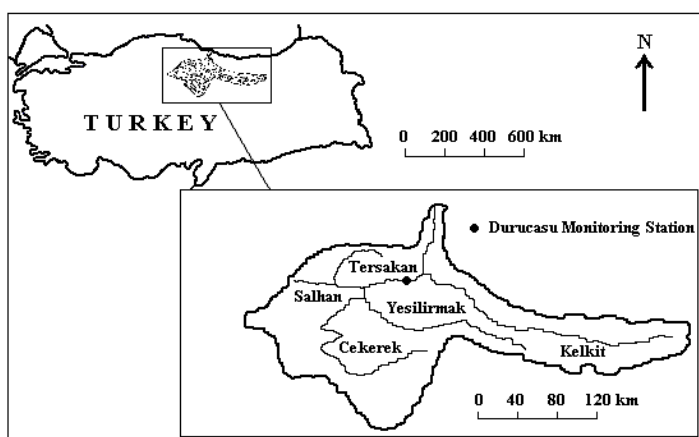 N
TURKEY
0 200 400 600 km
Durucasu Monitoring Station
Tersakan
Salhan
Yesilirmak
Cekerek
Kelkit
0 40 80 120 km